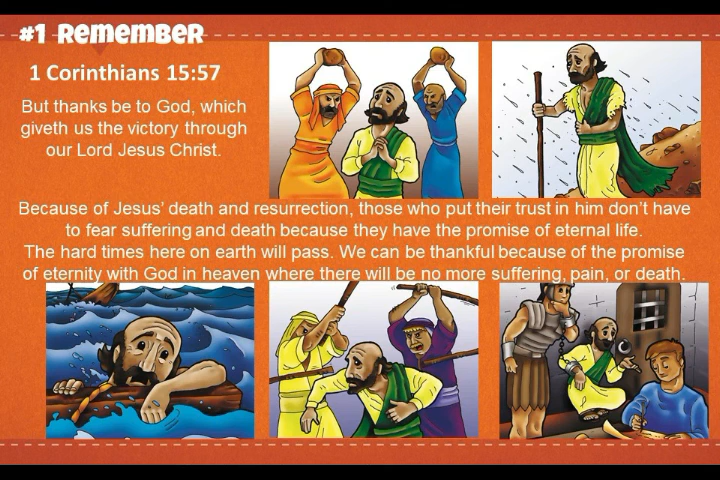 #1 Remember
1 Corinthians 15:57
But thanks be to God, which
giveth us the victory through
our Lord Jesus Christ.
Because of Jesus’ death and resurrection, those who put their trust in him don’t have
to fear suffering and death because they have the promise of eternal life.
The hard times here on earth will pass. We can be thankful because of the promise
of eternity with God in heaven where there will be no more suffering, pain, or death.